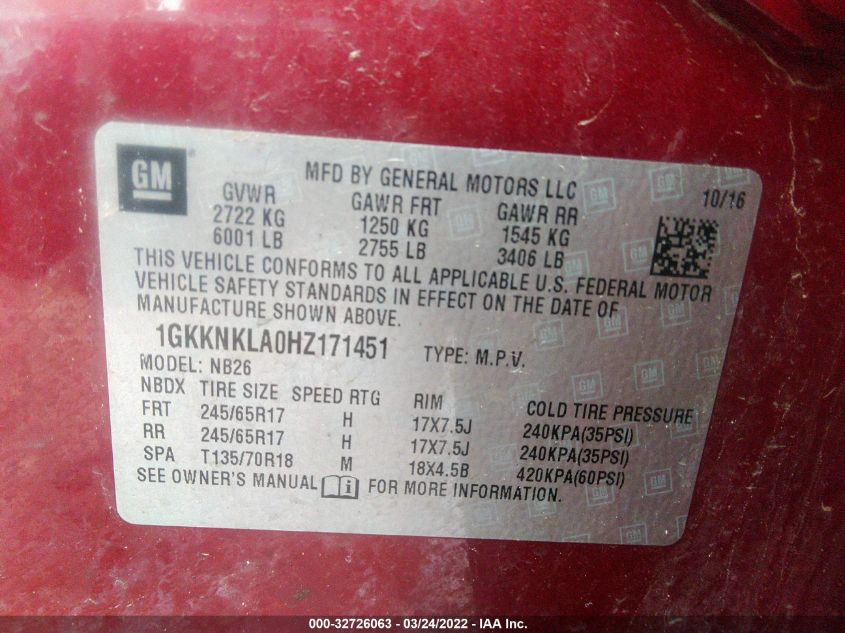 GM
MFD BY GENERAL MOTORS LLC
10/16
GVWR GAWR FRT GAWR RR
2722 KG 1250 KG 1545 KG
6001 LB 2755 LB 3406 LB
THIS VEHICLE CONFORMS TO ALL APPLICABLE U.S. FEDERAL MOTOR
VEHICLE SAFETY STANDARDS IN EFFECT ON THE DATE OF
MANUFACTURE SHOWN ABOVE.
1GKKNKLA0HZ171451 TYPE: M.P.V.
MODEL: NB26
NBDX TIRE SIZE SPEED RTG RIM COLD TIRE PRESSURE
FRT 245/65R17 H 17X7.5J 240KPA(35PSI)
RR 245/65R17 H 17X7.5J 240KPA(35PSI)
SPA T135/70R18 M 18X4.5B 420KPA(60PSI)
SEE OWNER'S MANUAL FOR MORE INFORMATION.
000-32726063 - 03/24/2022 - IAA Inc.